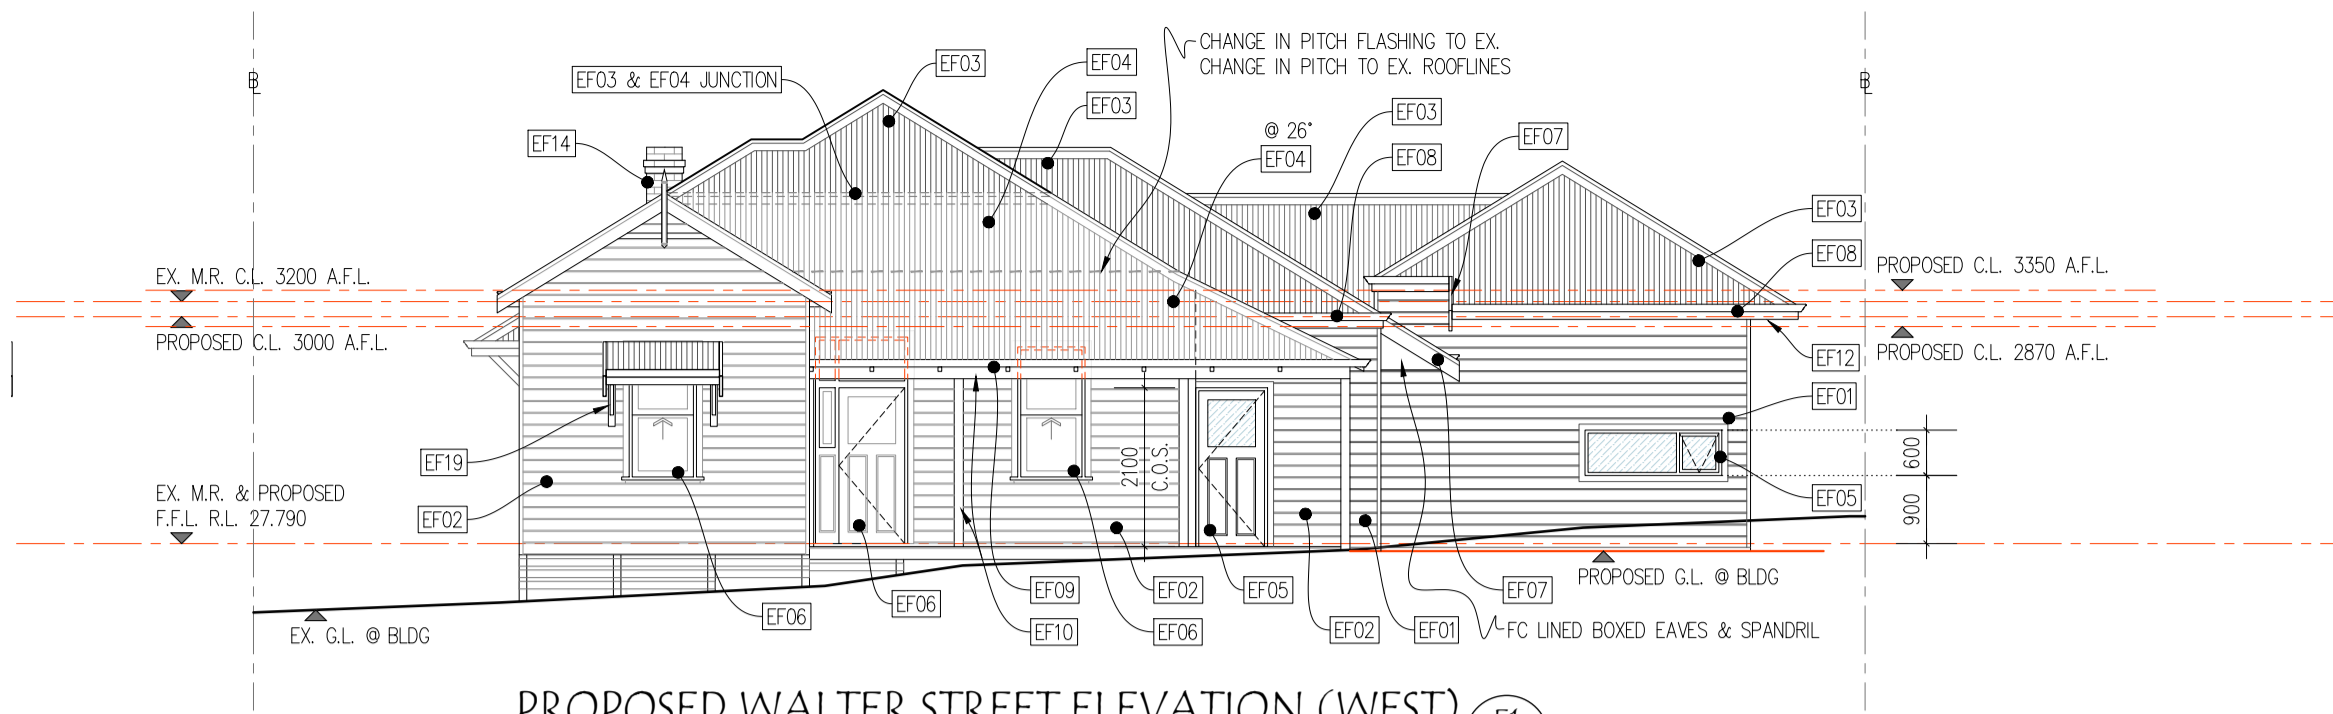 CHANGE IN PITCH FLASHING TO EX.
CHANGE IN PITCH TO EX. ROOFLINES
EF03
EF04
EF03 & EF04 JUNCTION
EF03
EF03
EF14
@ 26°
EF04
EF08
EF07
EF03
EF08
EX. M.R. C.L. 3200 A.F.L.
PROPOSED C.L. 3350 A.F.L.
PROPOSED C.L. 3000 A.F.L.
PROPOSED C.L. 2870 A.F.L.
EF12
EF01
EF19
2100
C.O.S.
600
EX. M.R. & PROPOSED
F.F.L. R.L. 27.790
EF02
EF05
900
PROPOSED G.L. @ BLDG
EF06
EF06
EF09
EF02
EF05
EF07
EX. G.L. @ BLDG
EF10
EF06
EF02
EF01
FC LINED BOXED EAVES & SPANDRIL
PROPOSED WALTER STREET ELEVATION (WEST)